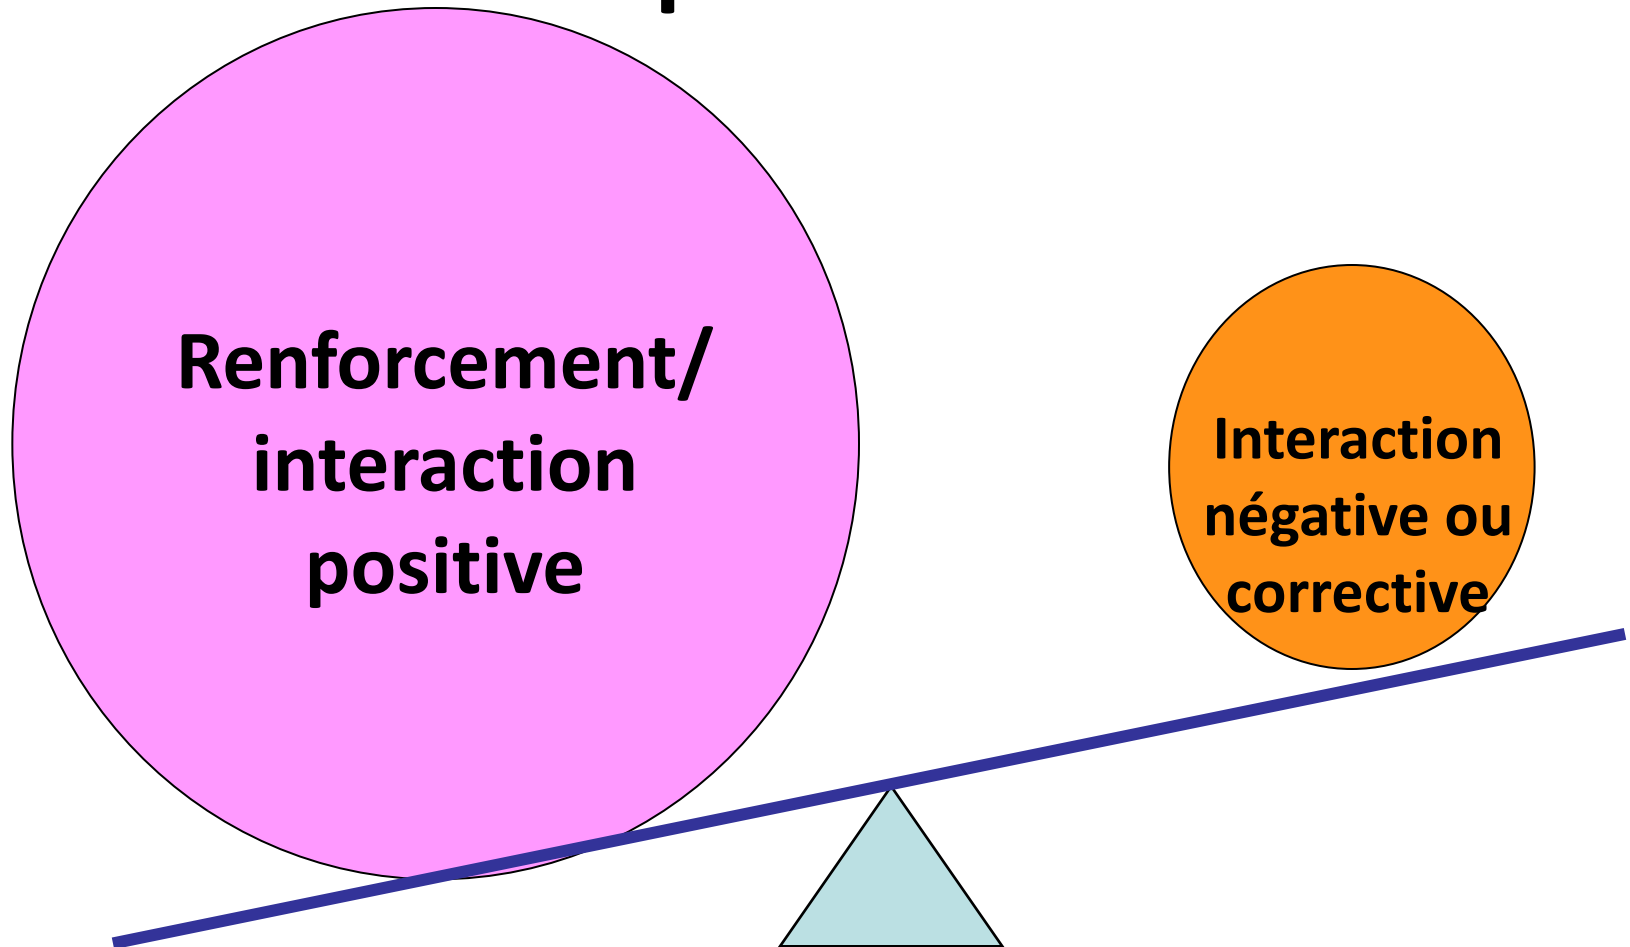 Renforcement/
interaction
positive
Interaction
négative ou
corrective